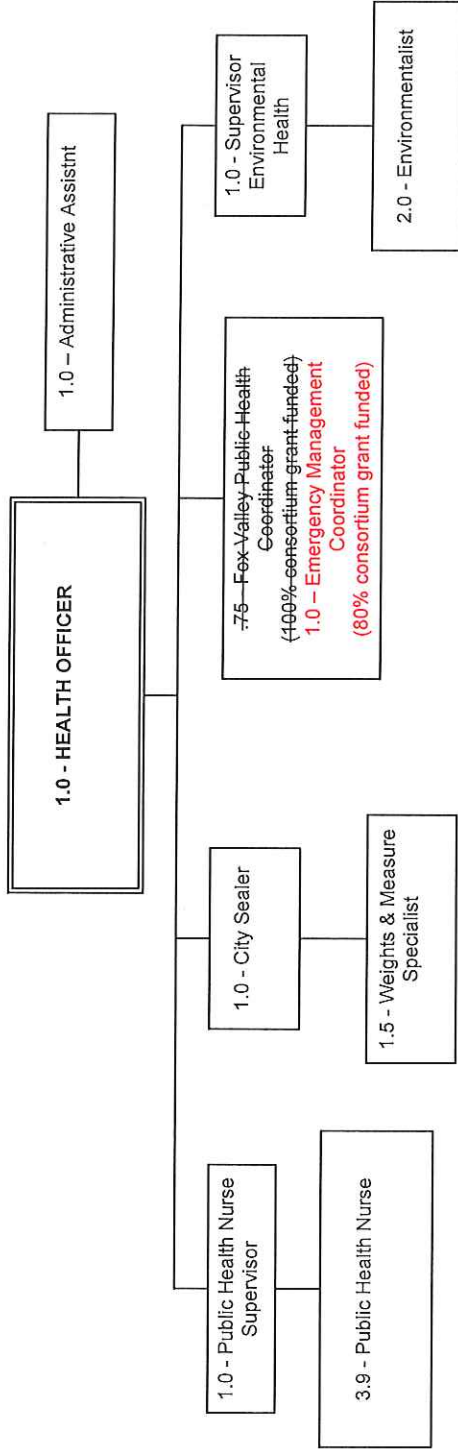 1.0 - HEALTH OFFICER
1.0 – Administrative Assistnt
1.0 - Public Health Nurse
Supervisor
1.0 - City Sealer
.75 - Fox Valley Public Health
Coordinator
(100% consortium grant funded)
1.0 – Emergency Management
Coordinator
(80% consortium grant funded)
1.0 - Supervisor
Environmental
Health
3.9 - Public Health Nurse
1.5 - Weights & Measure
Specialist
2.0 - Environmentalist